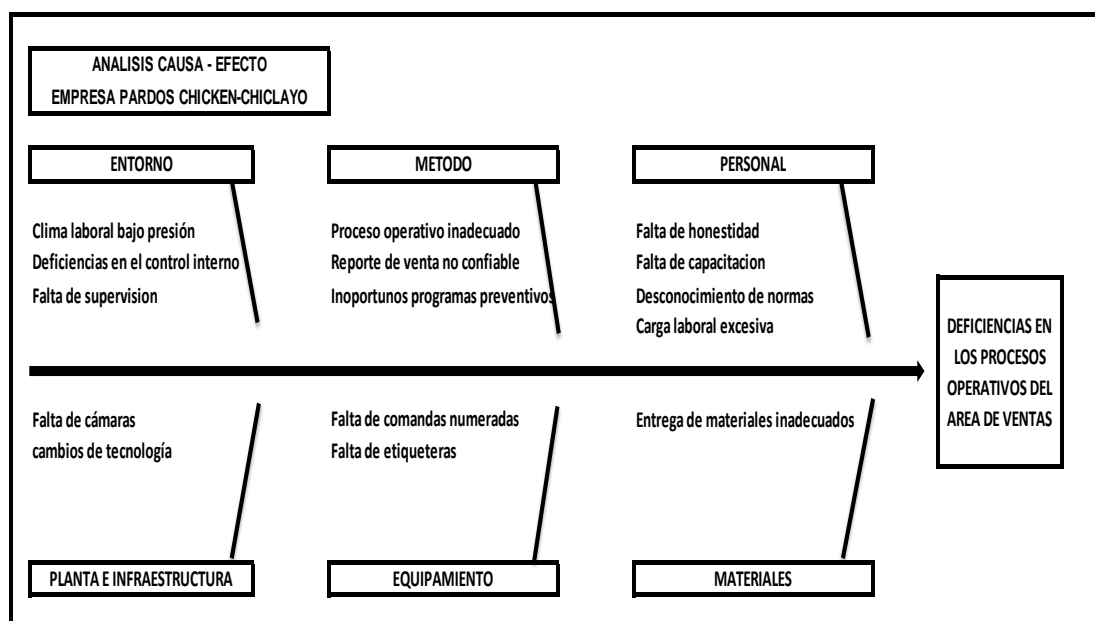 ANALISIS CAUSA - EFECTO
EMPRESA PARDOS CHICKEN-CHICLAYO
ENTORNO
METODO
PERSONAL
Clima laboral bajo presión
Deficiencias en el control interno
Falta de supervision
Proceso operativo inadecuado
Reporte de venta no confiable
Inoportunos programas preventivos
Falta de honestidad
Falta de capacitacion
Desconocimiento de normas
Carga laboral excesiva
DEFICIENCIAS EN
LOS PROCESOS
OPERATIVOS DEL
AREA DE VENTAS
Falta de cámaras
cambios de tecnología
Falta de comandas numeradas
Falta de etiqueteras
Entrega de materiales inadecuados
PLANTA E INFRAESTRUCTURA
EQUIPAMIENTO
MATERIALES